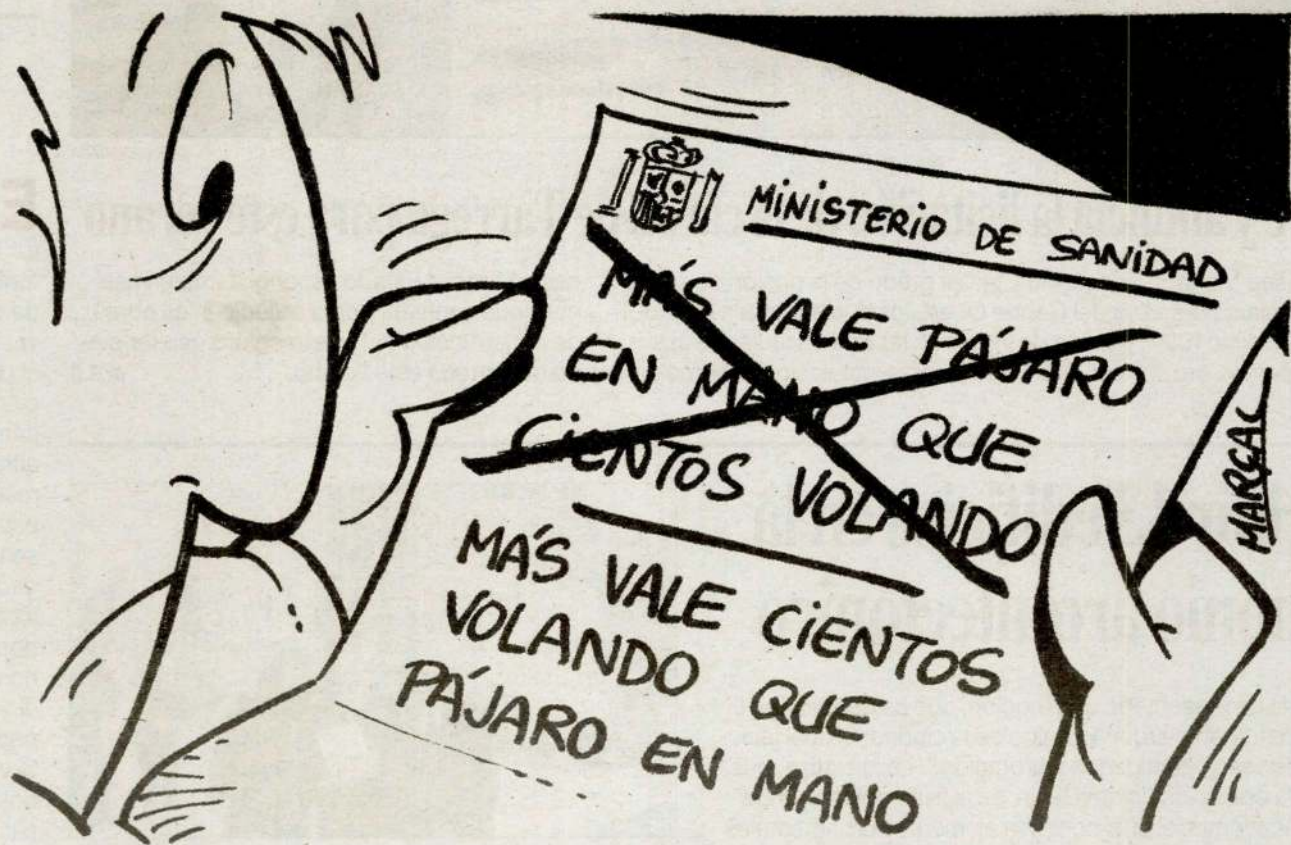 MINISTERIO DE SANIDAD
MÁS VALE PÁJARO
EN MANO QUE
CIENTOS VOLANDO
MÁS VALE CIENTOS
VOLANDO QUE
PÁJARO EN MANO
MARÇAL